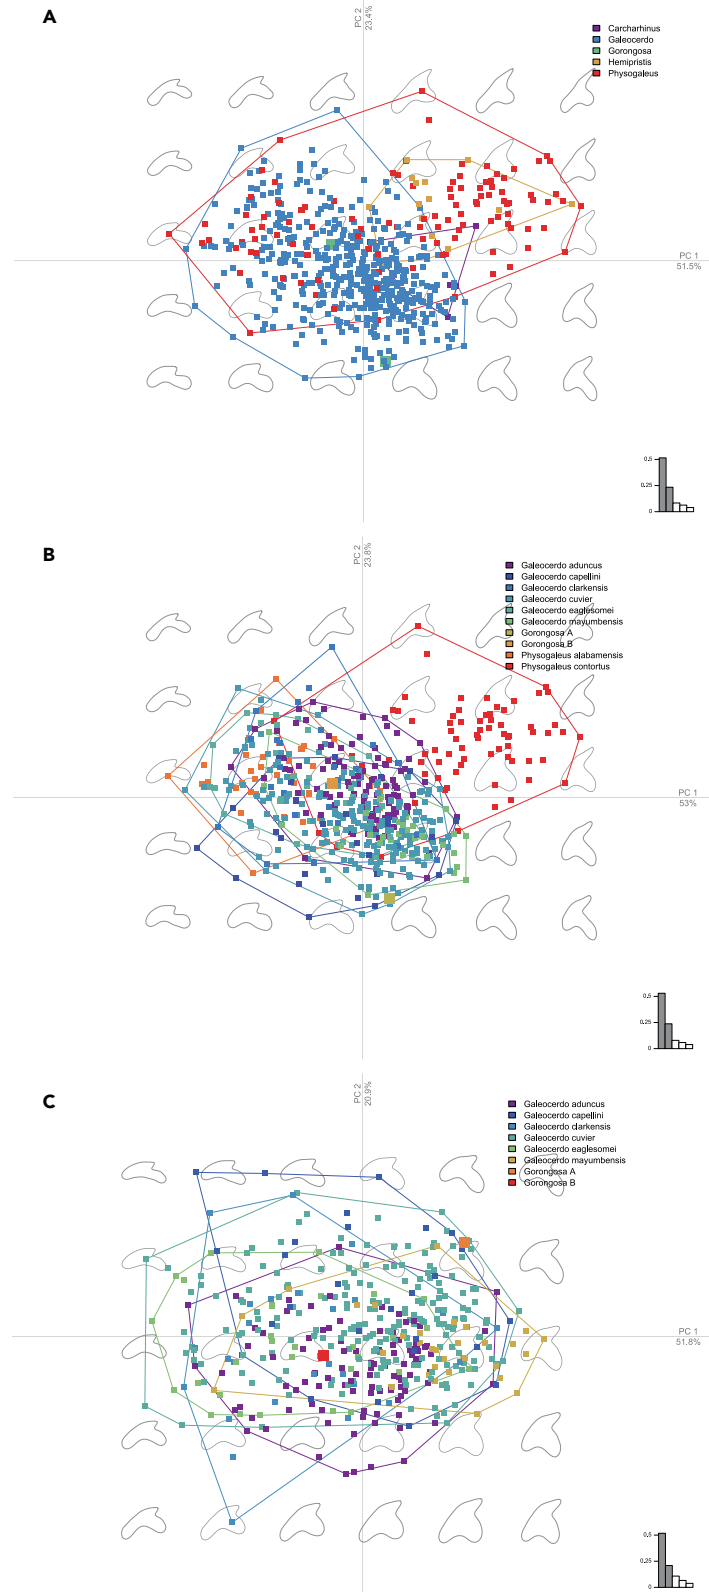 A
PC 2
23.4%
Carcharhinus
Galeocerdo
Gorongosa
Hemipristis
Physogaleus
PC 1
51.5%
0.5
0.25
0
B
PC 2
23.8%
Galeocerdo aduncus
Galeocerdo capellini
Galeocerdo clarkensis
Galeocerdo cuvier
Galeocerdo eaglesomei
Galeocerdo mayumbensis
Gorongosa A
Gorongosa B
Physogaleus alabamensis
Physogaleus contortus
PC 1
53%
0.5
0.25
0
C
PC 2
20.9%
Galeocerdo aduncus
Galeocerdo capellini
Galeocerdo clarkensis
Galeocerdo cuvier
Galeocerdo eaglesomei
Galeocerdo mayumbensis
Gorongosa A
Gorongosa B
PC 1
51.8%
0.5
0.25
0